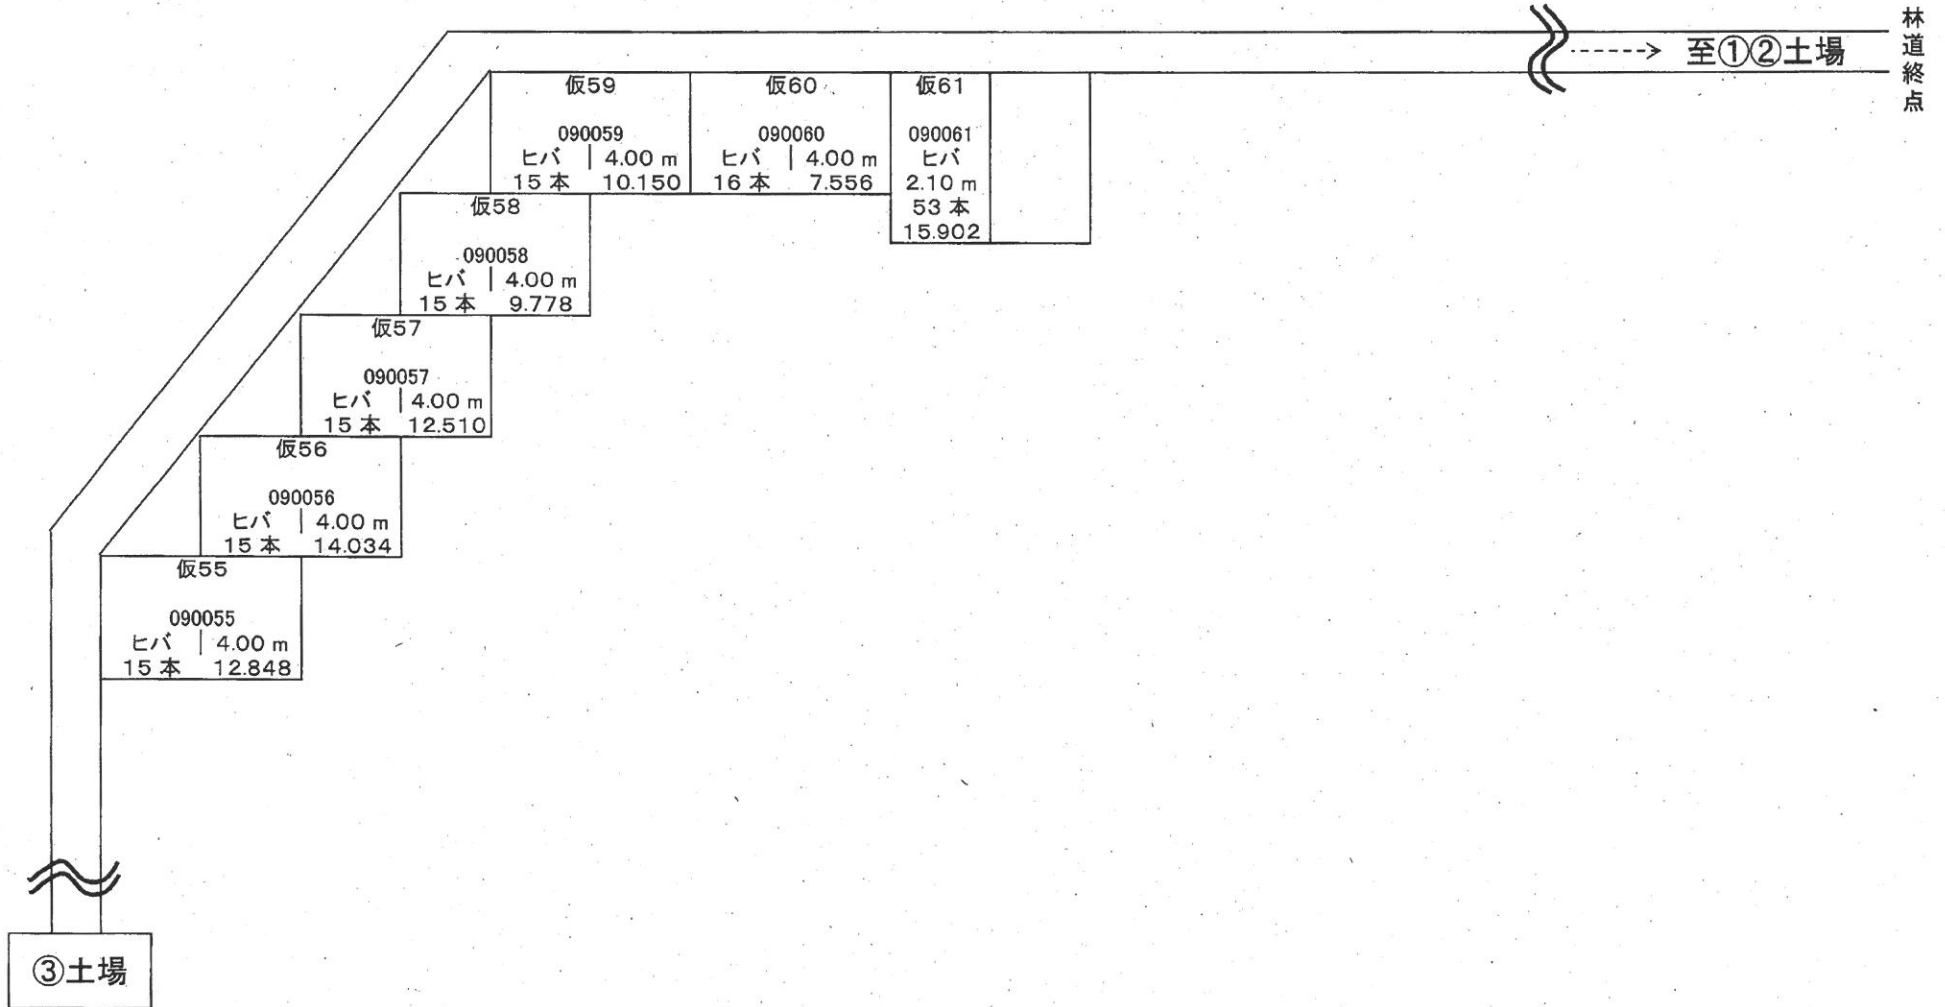 林道終点
至①②土場
仮59
090059
ヒバ 4.00 m
15 本 10.150
仮60
090060
ヒバ 4.00 m
16 本 7.556
仮61
090061
ヒバ
2.10 m
53 本
15.902
仮58
090058
ヒバ 4.00 m
15 本 9.778
仮57
090057
ヒバ 4.00 m
15 本 12.510
仮56
090056
ヒバ 4.00 m
15 本 14.034
仮55
090055
ヒバ 4.00 m
15 本 12.848
③土場